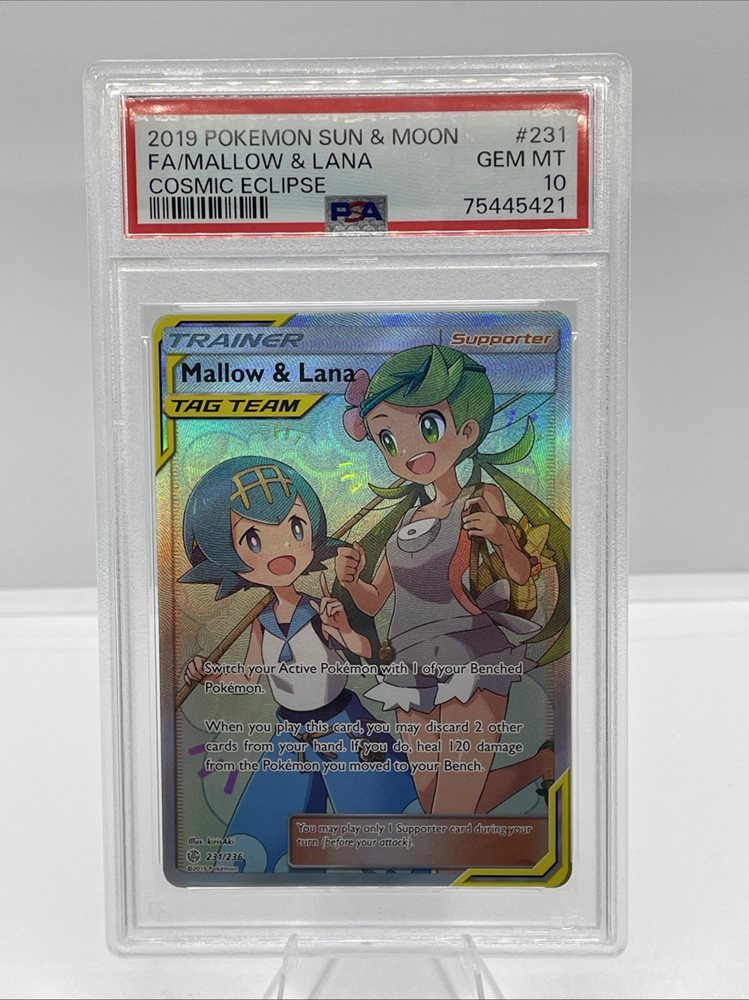 2019 POKEMON SUN & MOON #231
FA/MALLOW & LANA GEM MT
COSMIC ECLIPSE 10
PSA 75445421
TRAINER Supporter
Mallow & Lana
TAG TEAM
Switch your Active Pokémon with 1 of your Benched
Pokémon.
When you play this card, you may discard 2 other
cards from your hand. If you do, heal 120 damage
from the Pokémon you moved to your Bench.
You may play only 1 Supporter card during your
turn (before your attack).
Illus. kirisAki
231/236
©2019 Pokémon